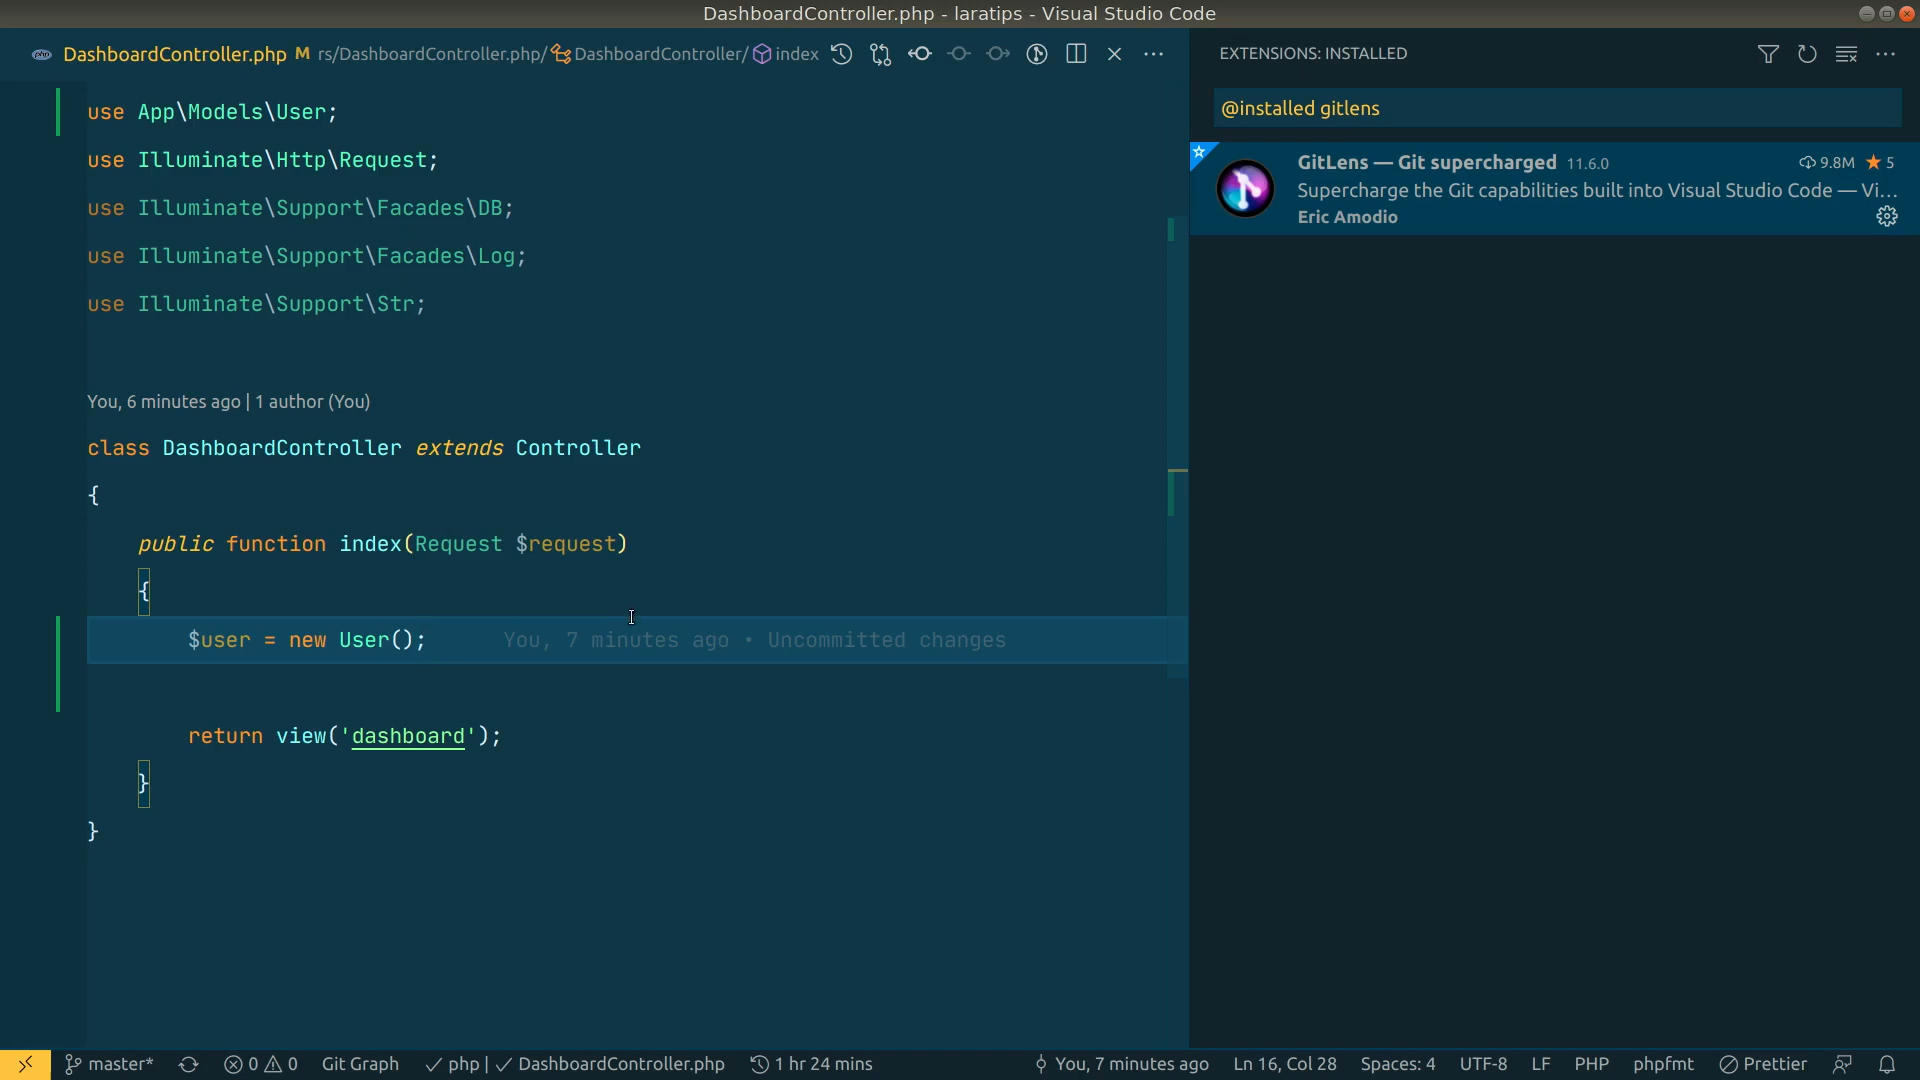 DashboardController.php - laratips - Visual Studio Code
php DashboardController.php M rs/DashboardController.php/ DashboardController/ index
use App\Models\User;
use Illuminate\Http\Request;
use Illuminate\Support\Facades\DB;
use Illuminate\Support\Facades\Log;
use Illuminate\Support\Str;
You, 6 minutes ago | 1 author (You)
class DashboardController extends Controller
{
public function index(Request $request)
{
$user = new User(); You, 7 minutes ago • Uncommitted changes
return view('dashboard');
}
}
EXTENSIONS: INSTALLED
@installed gitlens
GitLens — Git supercharged 11.6.0 9.8M 5
Supercharge the Git capabilities built into Visual Studio Code — Vi...
Eric Amodio
master* 0 0 Git Graph php | DashboardController.php 1 hr 24 mins You, 7 minutes ago Ln 16, Col 28 Spaces: 4 UTF-8 LF PHP phpfmt Prettier